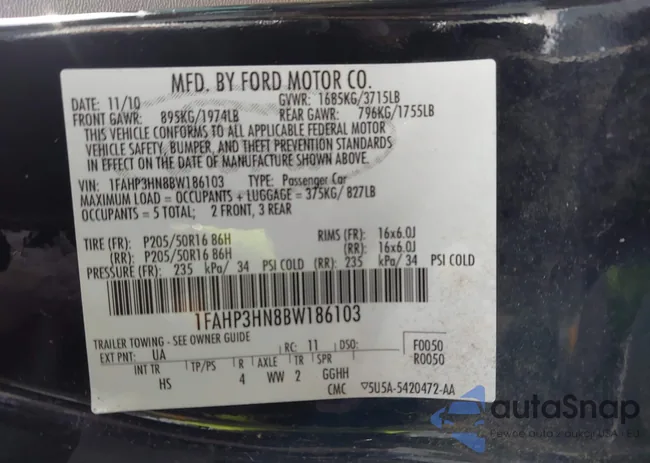 MFD. BY FORD MOTOR CO.
DATE: 11/10 GVWR: 1685KG/3715LB
FRONT GAWR: 895KG/1974LB REAR GAWR: 796KG/1755LB
THIS VEHICLE CONFORMS TO ALL APPLICABLE FEDERAL MOTOR
VEHICLE SAFETY, BUMPER, AND THEFT PREVENTION STANDARDS
IN EFFECT ON THE DATE OF MANUFACTURE SHOWN ABOVE.
VIN: 1FAHP3HN8BW186103 TYPE: Passenger Car
MAXIMUM LOAD = OCCUPANTS + LUGGAGE = 375KG/ 827LB
OCCUPANTS = 5 TOTAL; 2 FRONT, 3 REAR
TIRE (FR): P205/50R16 86H RIMS (FR): 16x6.0J
(RR): P205/50R16 86H (RR): 16x6.0J
PRESSURE (FR): 235 kPa/ 34 PSI COLD (RR): 235 kPa/ 34 PSI COLD
1FAHP3HN8BW186103
TRAILER TOWING - SEE OWNER GUIDE
EXT PNT: UA RC: 11 DSO: F0050
R0050
INT TR TP/PS R AXLE TR SPR
HS 4 WW 2 GGHH
CMC ▽5U5A-5420472-AA
autaSnap